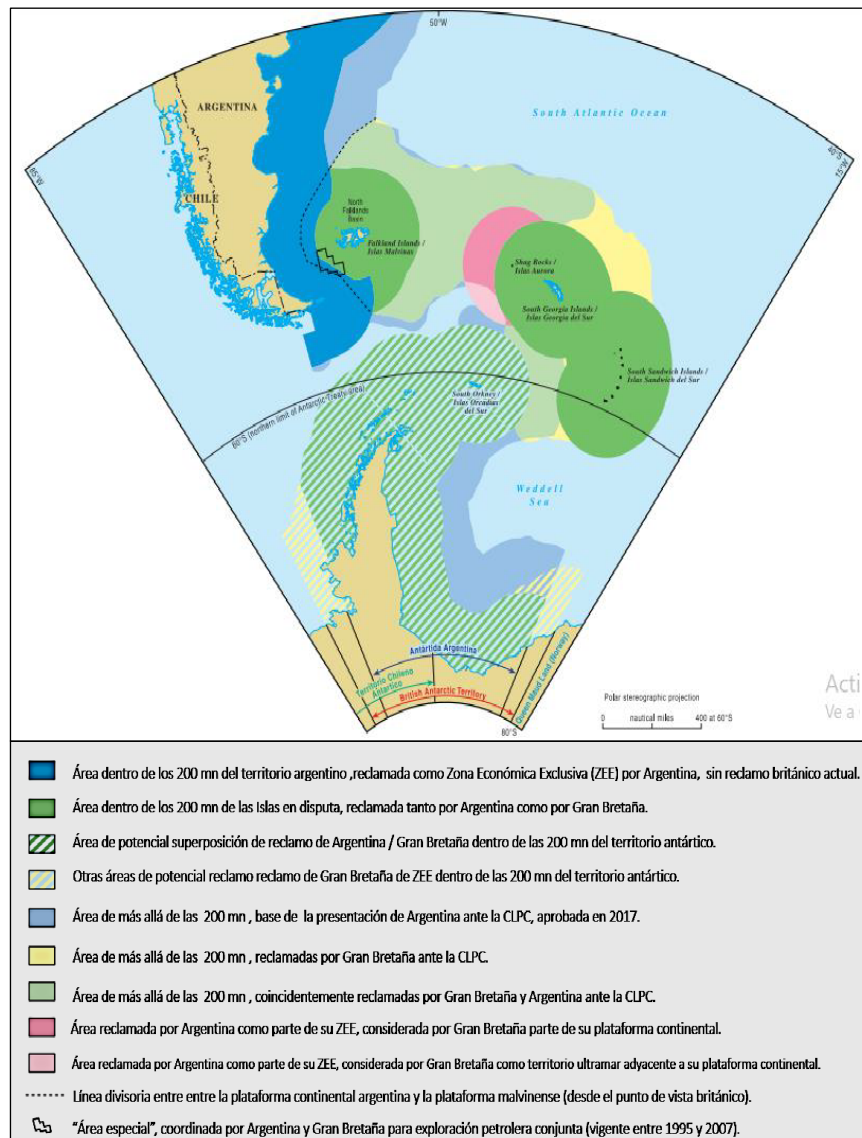 50°W
ARGENTINA
South Atlantic Ocean
40°S
15°W
85°W
CHILE
North
Falklands
Basin
Falkland Islands /
Islas Malvinas
Shag Rocks /
Islas Aurora
South Georgia Islands /
Islas Georgia del Sur
South Sandwich Islands /
Islas Sandwich del Sur
South Orkney /
Islas Orcadas
del Sur
60°S (northern limit of Antarctic Treaty area)
Weddell
Sea
Antártida Argentina
Territorio Chileno
Antártico
British Antarctic Territory
Queen Maud Land (Norway)
80°S
Polar stereographic projection
0 nautical miles 400 at 60°S
Acti
Ve a
Área dentro de los 200 mn del territorio argentino ,reclamada como Zona Económica Exclusiva (ZEE) por Argentina, sin reclamo británico actual.
Área dentro de los 200 mn de las Islas en disputa, reclamada tanto por Argentina como por Gran Bretaña.
Área de potencial superposición de reclamo de Argentina / Gran Bretaña dentro de las 200 mn del territorio antártico.
Otras áreas de potencial reclamo reclamo de Gran Bretaña de ZEE dentro de las 200 mn del territorio antártico.
Área de más allá de las 200 mn , base de la presentación de Argentina ante la CLPC, aprobada en 2017.
Área de más allá de las 200 mn , reclamadas por Gran Bretaña ante la CLPC.
Área de más allá de las 200 mn , coincidentemente reclamadas por Gran Bretaña y Argentina ante la CLPC.
Área reclamada por Argentina como parte de su ZEE, considerada por Gran Bretaña parte de su plataforma continental.
Área reclamada por Argentina como parte de su ZEE, considerada por Gran Bretaña como territorio ultramar adyacente a su plataforma continental.
Línea divisoria entre entre la plataforma continental argentina y la plataforma malvinense (desde el punto de vista británico).
"Área especial", coordinada por Argentina y Gran Bretaña para exploración petrolera conjunta (vigente entre 1995 y 2007).